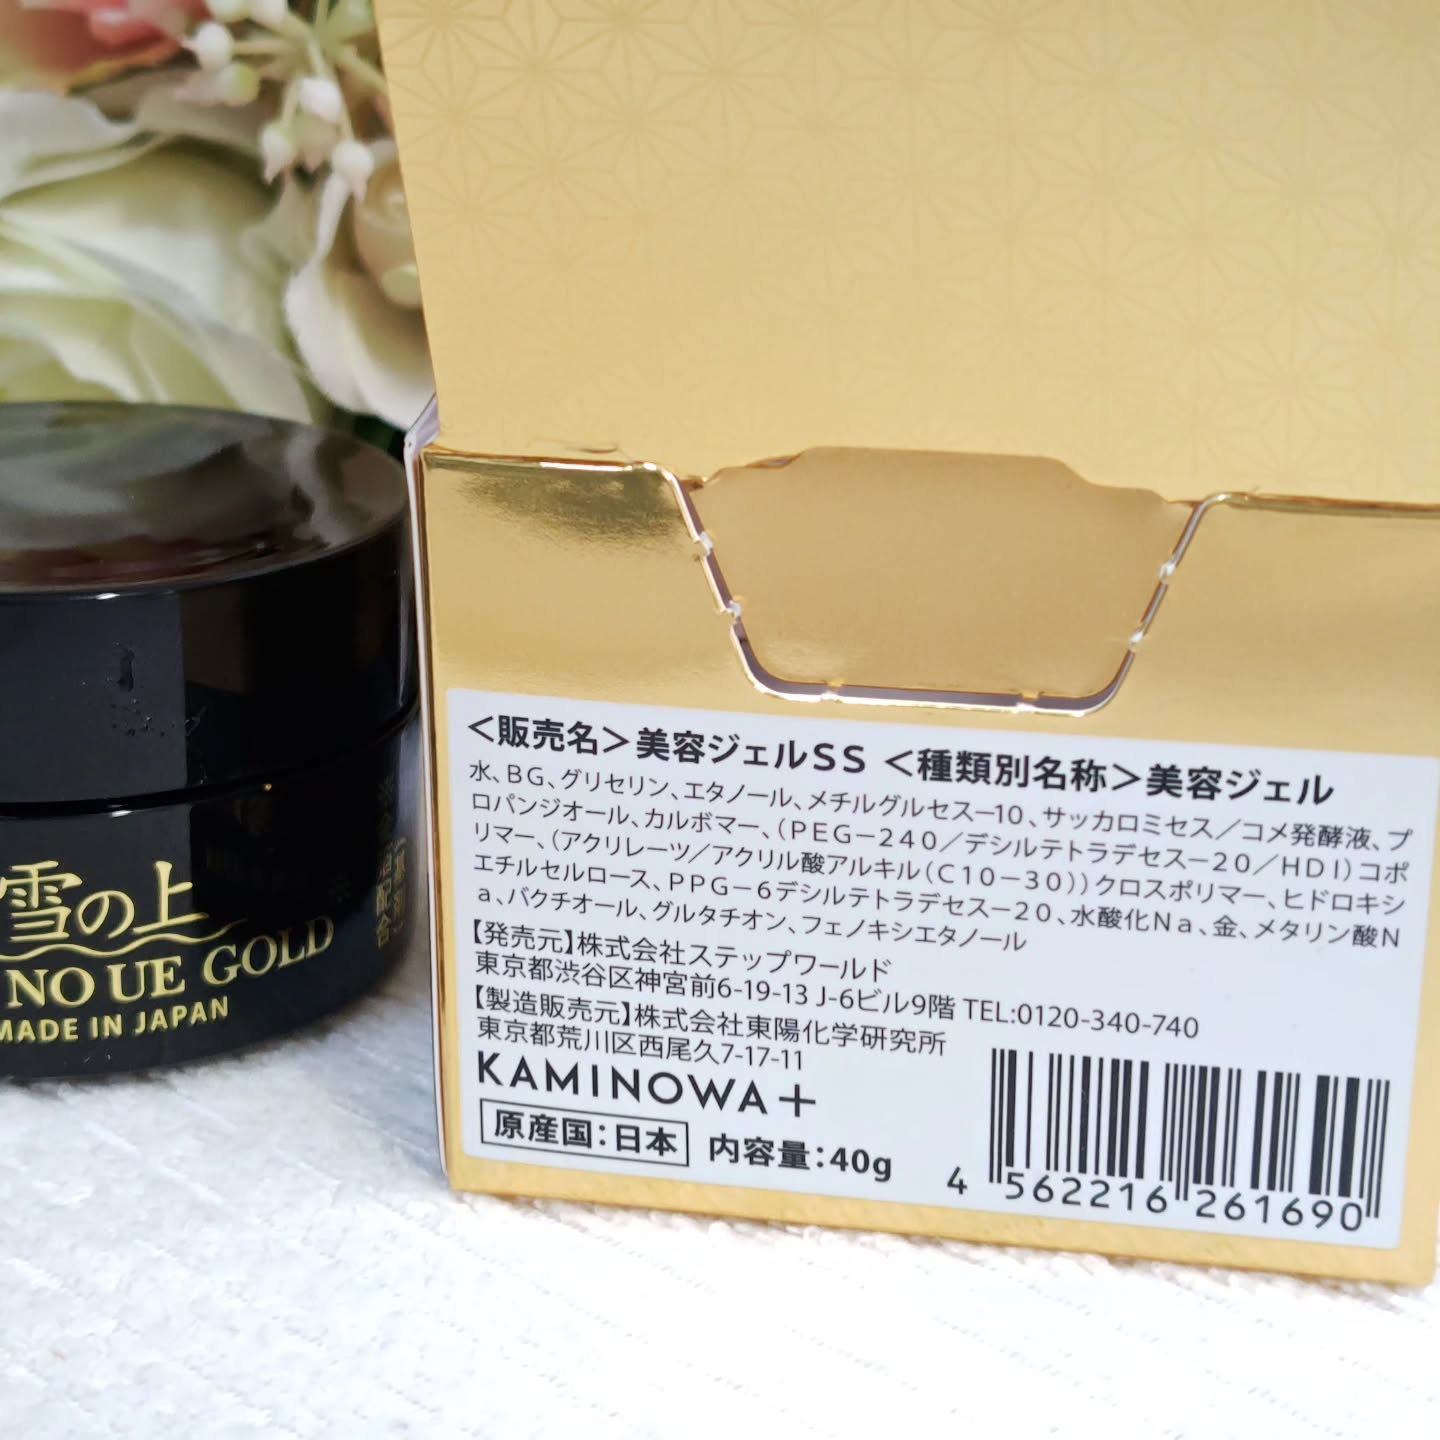 雪の上
NO UE GOLD
MADE IN JAPAN
＜販売名＞美容ジェルSS ＜種類別名称＞美容ジェル
水、BG、グリセリン、エタノール、メチルグルセス－10、サッカロミセス／コメ発酵液、プ
ロパンジオール、カルボマー、（PEG－240／デシルテトラデセス－20／HDI）コポ
リマー、（アクリレーツ／アクリル酸アルキル（C10－30））クロスポリマー、ヒドロキシ
エチルセルロース、PPG－6デシルテトラデセス－20、水酸化Na、金、メタリン酸N
a、バクチオール、グルタチオン、フェノキシエタノール
【発売元】株式会社ステップワールド
東京都渋谷区神宮前6-19-13 J-6ビル9階 TEL:0120-340-740
【製造販売元】株式会社東陽化学研究所
東京都荒川区西尾久7-17-11
KAMINOWA+
原産国：日本 内容量：40g
4 562216 261690